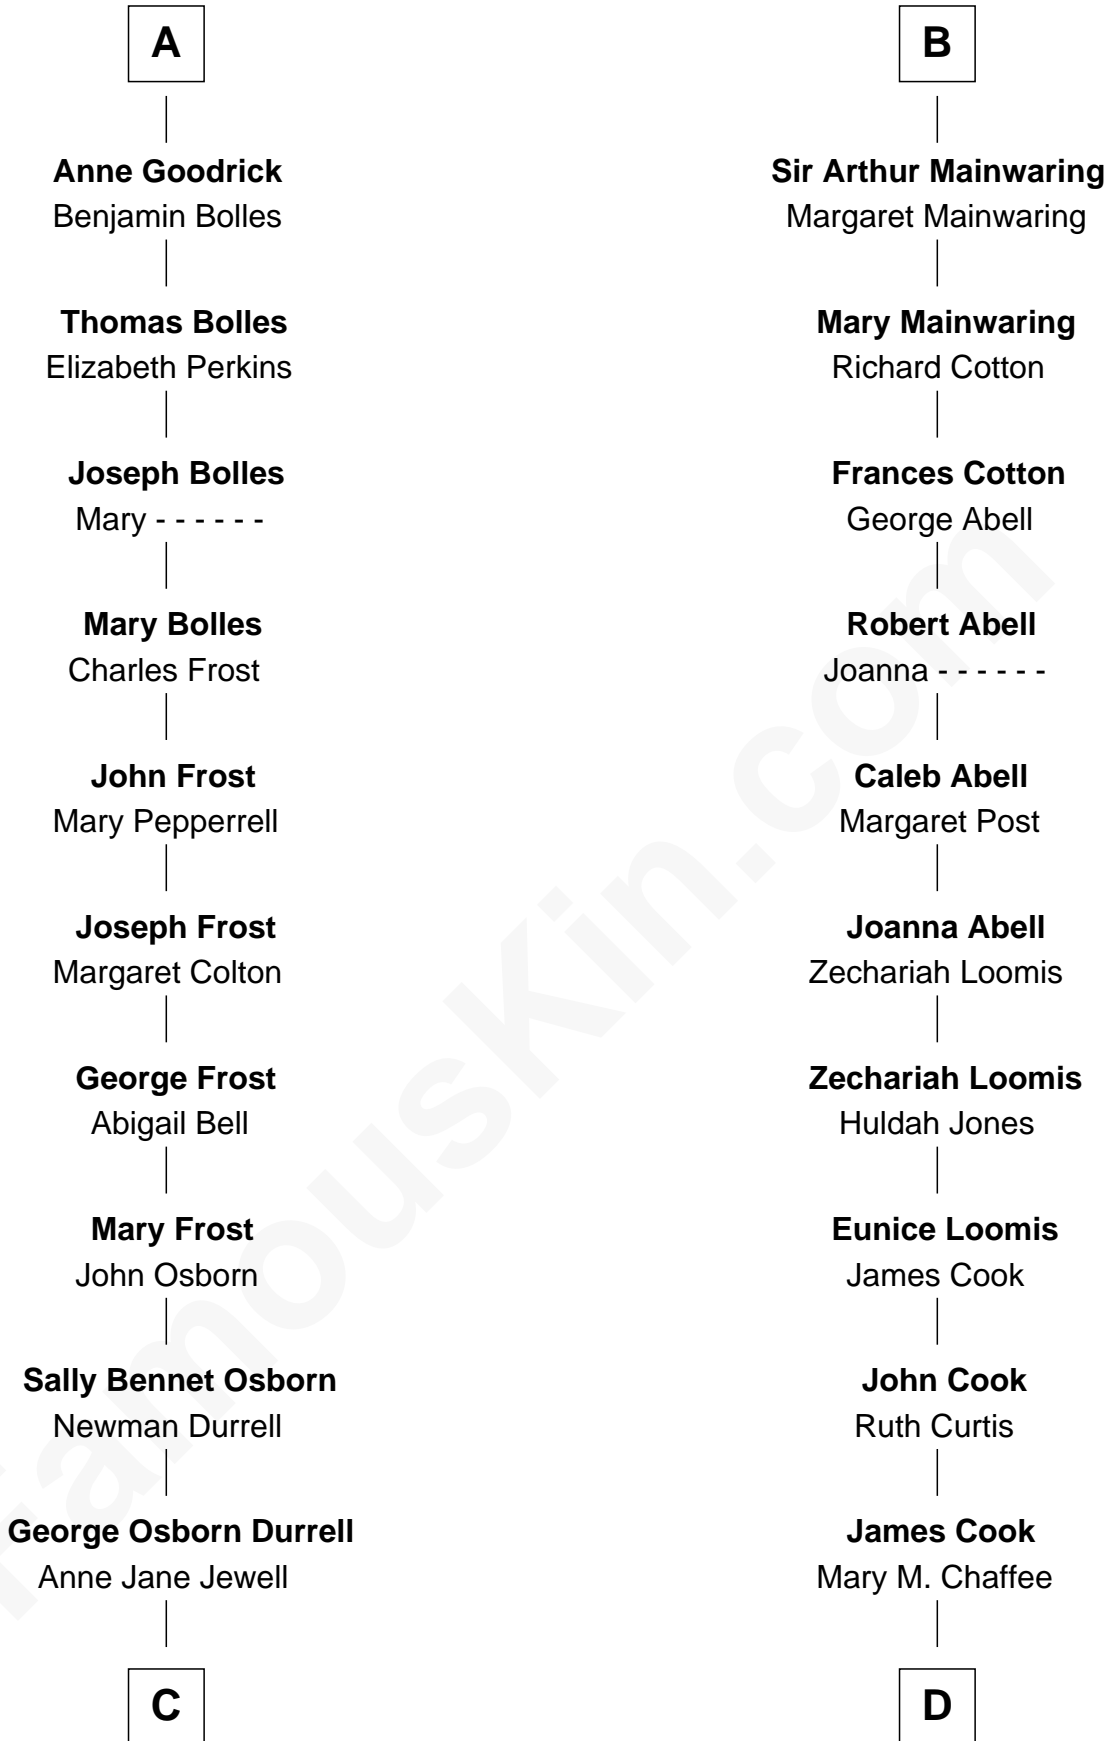 A
Anne Goodrick
Benjamin Bolles
Thomas Bolles
Elizabeth Perkins
Joseph Bolles
Mary - - - - - -
Mary Bolles
Charles Frost
John Frost
Mary Pepperrell
Joseph Frost
Margaret Colton
George Frost
Abigail Bell
Mary Frost
John Osborn
Sally Bennet Osborn
Newman Durrell
George Osborn Durrell
Anne Jane Jewell
C
B
Sir Arthur Mainwaring
Margaret Mainwaring
Mary Mainwaring
Richard Cotton
Frances Cotton
George Abell
Robert Abell
Joanna - - - - - -
Caleb Abell
Margaret Post
Joanna Abell
Zechariah Loomis
Zechariah Loomis
Huldah Jones
Eunice Loomis
James Cook
John Cook
Ruth Curtis
James Cook
Mary M. Chaffee
D
FamousKin.com